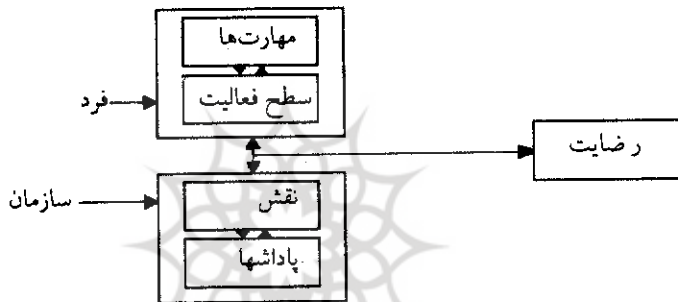 مهارت‌ها
سطح فعالیت
فرد
رضایت
نقش
سازمان
پاداشها